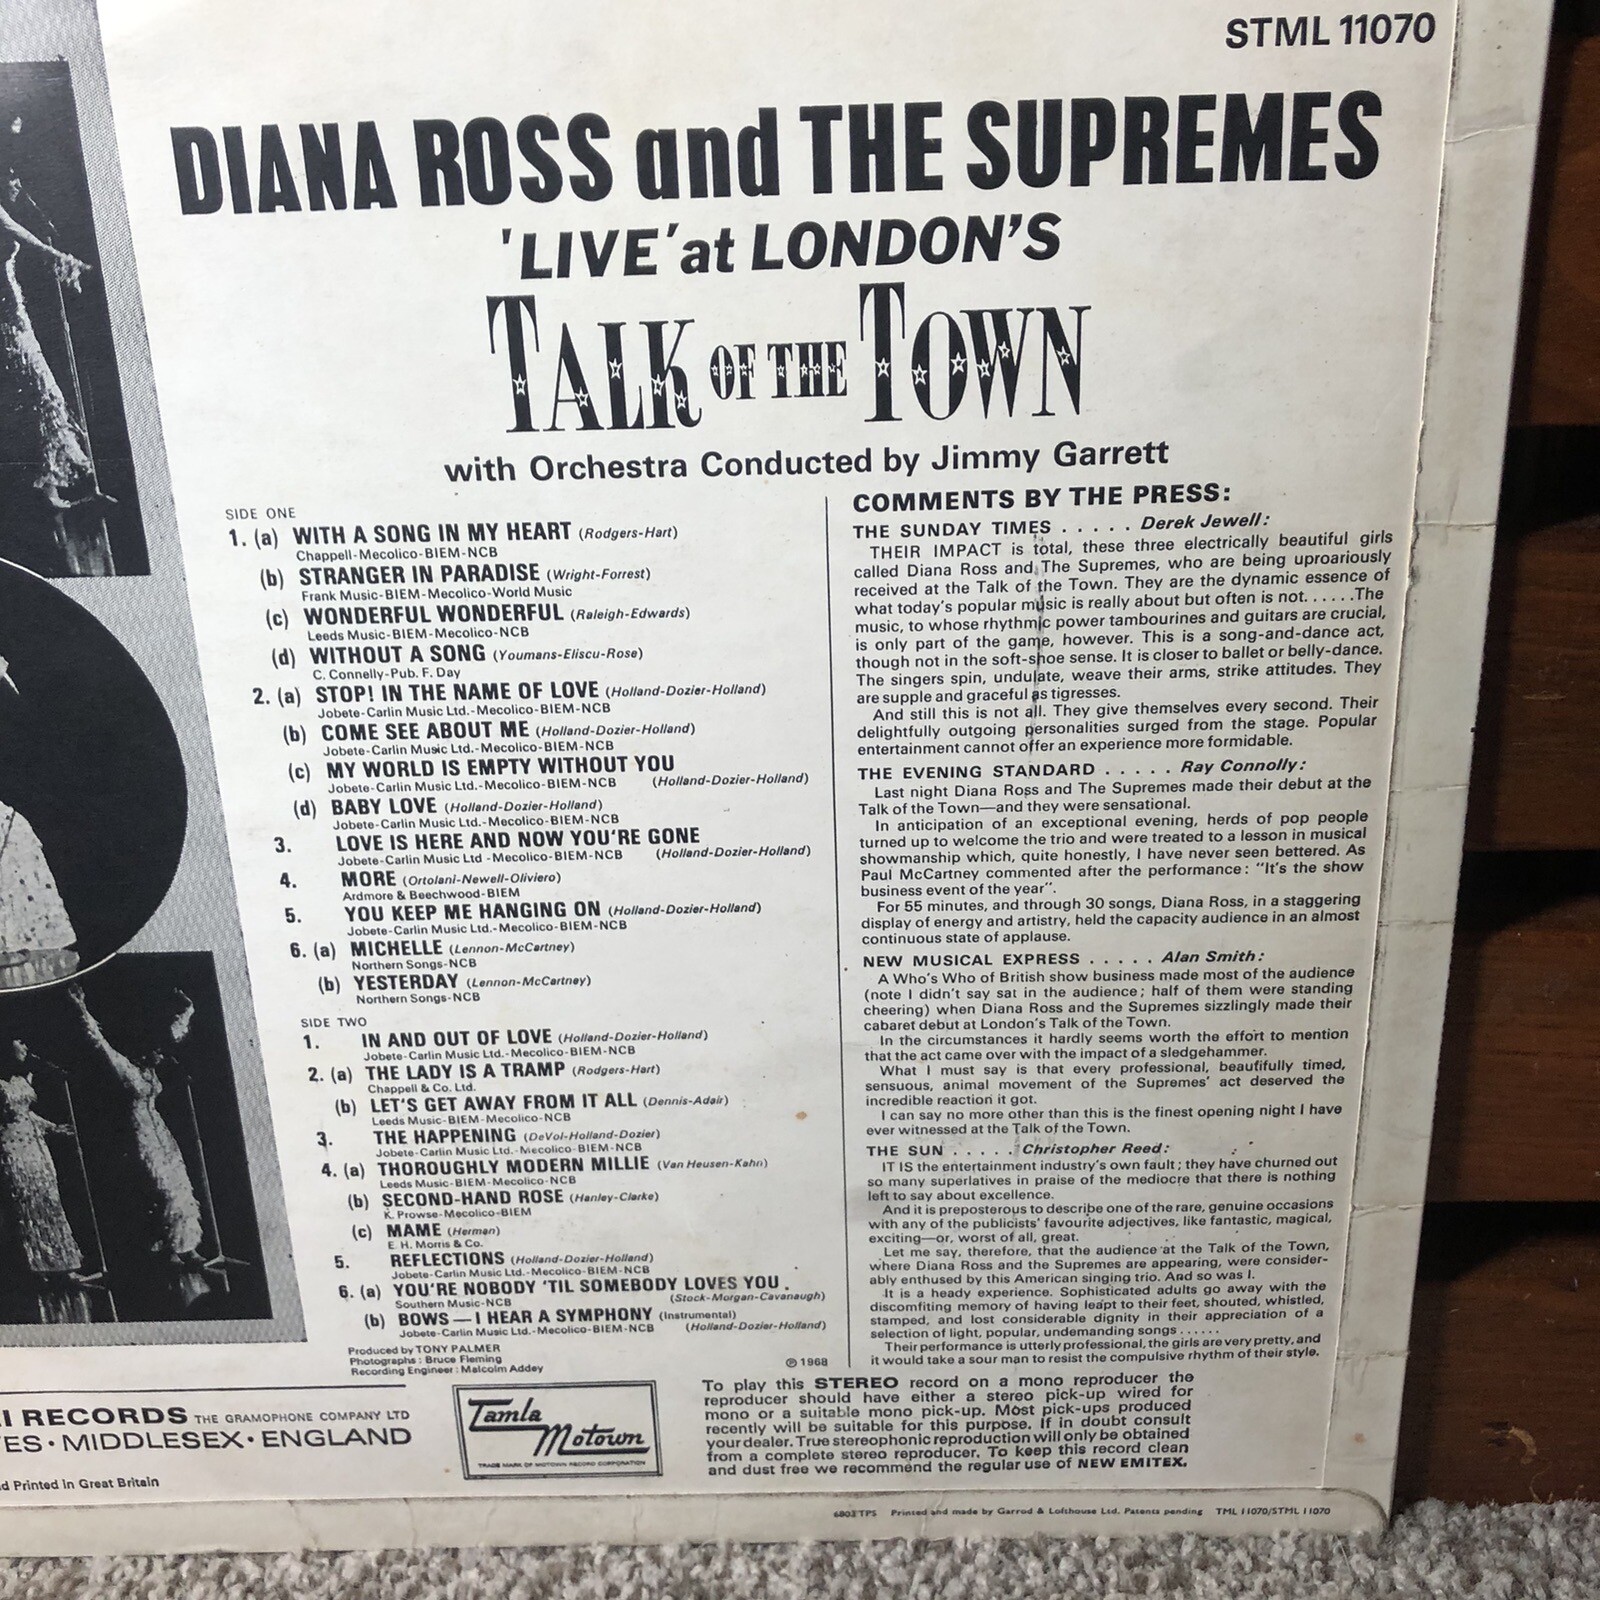 STML 11070
DIANA ROSS and THE SUPREMES
'LIVE' at LONDON'S
TALK OF THE TOWN
with Orchestra Conducted by Jimmy Garrett
SIDE ONE
1. (a) WITH A SONG IN MY HEART (Rodgers-Hart)
Chappell-Mecolico-BIEM-NCB
(b) STRANGER IN PARADISE (Wright-Forrest)
Frank Music-BIEM-Mecolico-World Music
(c) WONDERFUL WONDERFUL (Raleigh-Edwards)
Leeds Music-BIEM-Mecolico-NCB
(d) WITHOUT A SONG (Youmans-Eliscu-Rose)
C. Connelly-Pub. F. Day
2. (a) STOP! IN THE NAME OF LOVE (Holland-Dozier-Holland)
Jobete-Carlin Music Ltd.-Mecolico-BIEM-NCB
(b) COME SEE ABOUT ME (Holland-Dozier-Holland)
Jobete-Carlin Music Ltd.-Mecolico-BIEM-NCB
(c) MY WORLD IS EMPTY WITHOUT YOU
Jobete-Carlin Music Ltd.-Mecolico-BIEM-NCB (Holland-Dozier-Holland)
(d) BABY LOVE (Holland-Dozier-Holland)
Jobete-Carlin Music Ltd.-Mecolico-BIEM-NCB
3. LOVE IS HERE AND NOW YOU'RE GONE
Jobete-Carlin Music Ltd -Mecolico-BIEM-NCB (Holland-Dozier-Holland)
4. MORE (Ortolani-Newell-Oliviero)
Ardmore & Beechwood-BIEM
5. YOU KEEP ME HANGING ON (Holland-Dozier-Holland)
Jobete-Carlin Music Ltd.-Mecolico-BIEM-NCB
6. (a) MICHELLE (Lennon-McCartney)
Northern Songs-NCB
(b) YESTERDAY (Lennon-McCartney)
Northern Songs-NCB
SIDE TWO
1. IN AND OUT OF LOVE (Holland-Dozier-Holland)
Jobete-Carlin Music Ltd.-Mecolico-BIEM-NCB
2. (a) THE LADY IS A TRAMP (Rodgers-Hart)
Chappell & Co. Ltd.
(b) LET'S GET AWAY FROM IT ALL (Dennis-Adair)
Leeds Music-BIEM-Mecolico-NCB
3. THE HAPPENING (DeVol-Holland-Dozier)
Jobete-Carlin Music Ltd.-Mecolico-BIEM-NCB
4. (a) THOROUGHLY MODERN MILLIE (Van Heusen-Kahn)
Leeds Music-BIEM-Mecolico-NCB
(b) SECOND-HAND ROSE (Hanley-Clarke)
K. Prowse-Mecolico-BIEM
(c) MAME (Herman)
E. H. Morris & Co.
5. REFLECTIONS (Holland-Dozier-Holland)
Jobete-Carlin Music Ltd.-Mecolico-BIEM-NCB
6. (a) YOU'RE NOBODY 'TIL SOMEBODY LOVES YOU.
Southern Music-NCB (Stock-Morgan-Cavanaugh)
(b) BOWS — I HEAR A SYMPHONY (Instrumental)
Jobete-Carlin Music Ltd.-Mecolico-BIEM-NCB (Holland-Dozier-Holland)
Produced by TONY PALMER
Photographs : Bruce Fleming
Recording Engineer : Malcolm Addey
℗ 1968
COMMENTS BY THE PRESS:
THE SUNDAY TIMES . . . . . Derek Jewell:
THEIR IMPACT is total, these three electrically beautiful girls
called Diana Ross and The Supremes, who are being uproariously
received at the Talk of the Town. They are the dynamic essence of
what today's popular music is really about but often is not......The
music, to whose rhythmic power tambourines and guitars are crucial,
is only part of the game, however. This is a song-and-dance act,
though not in the soft-shoe sense. It is closer to ballet or belly-dance.
The singers spin, undulate, weave their arms, strike attitudes. They
are supple and graceful as tigresses.
And still this is not all. They give themselves every second. Their
delightfully outgoing personalities surged from the stage. Popular
entertainment cannot offer an experience more formidable.
THE EVENING STANDARD . . . . . Ray Connolly:
Last night Diana Ross and The Supremes made their debut at the
Talk of the Town—and they were sensational.
In anticipation of an exceptional evening, herds of pop people
turned up to welcome the trio and were treated to a lesson in musical
showmanship which, quite honestly, I have never seen bettered. As
Paul McCartney commented after the performance : "It's the show
business event of the year".
For 55 minutes, and through 30 songs, Diana Ross, in a staggering
display of energy and artistry, held the capacity audience in an almost
continuous state of applause.
NEW MUSICAL EXPRESS . . . . . Alan Smith:
A Who's Who of British show business made most of the audience
(note I didn't say sat in the audience ; half of them were standing
cheering) when Diana Ross and the Supremes sizzlingly made their
cabaret debut at London's Talk of the Town.
In the circumstances it hardly seems worth the effort to mention
that the act came over with the impact of a sledgehammer.
What I must say is that every professional, beautifully timed,
sensuous, animal movement of the Supremes' act deserved the
incredible reaction it got.
I can say no more other than this is the finest opening night I have
ever witnessed at the Talk of the Town.
THE SUN . . . . . Christopher Reed:
IT IS the entertainment industry's own fault ; they have churned out
so many superlatives in praise of the mediocre that there is nothing
left to say about excellence.
And it is preposterous to describe one of the rare, genuine occasions
with any of the publicists' favourite adjectives, like fantastic, magical,
exciting—or, worst of all, great.
Let me say, therefore, that the audience at the Talk of the Town,
where Diana Ross and the Supremes are appearing, were consider-
ably enthused by this American singing trio. And so was I.
It is a heady experience. Sophisticated adults go away with the
discomfiting memory of having leapt to their feet, shouted, whistled,
stamped, and lost considerable dignity in their appreciation of a
selection of light, popular, undemanding songs ......
Their performance is utterly professional, the girls are very pretty, and
it would take a sour man to resist the compulsive rhythm of their style.
I RECORDS THE GRAMOPHONE COMPANY LTD
ES · MIDDLESEX · ENGLAND
d Printed in Great Britain
Tamla
Motown
TRADE MARK OF MOTOWN RECORD CORPORATION
To play this STEREO record on a mono reproducer the
reproducer should have either a stereo pick-up wired for
mono or a suitable mono pick-up. Most pick-ups produced
recently will be suitable for this purpose. If in doubt consult
your dealer. True stereophonic reproduction will only be obtained
from a complete stereo reproducer. To keep this record clean
and dust free we recommend the regular use of NEW EMITEX.
6802 TPS Printed and made by Garrod & Lofthouse Ltd. Patents pending TML 11070/STML 11070